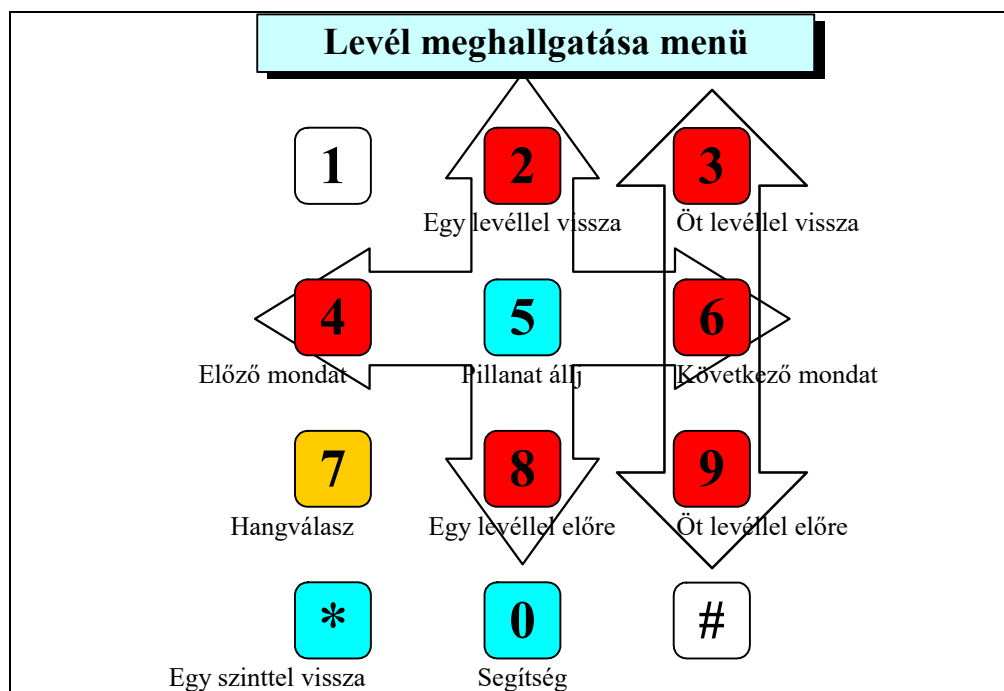 Levél meghallgatása menü
1 2 3
Egy levéllel vissza Öt levéllel vissza
4 5 6
Előző mondat Pillanat állj Következő mondat
7 8 9
Hangválasz Egy levéllel előre Öt levéllel előre
* 0 #
Egy szinttel vissza Segítség